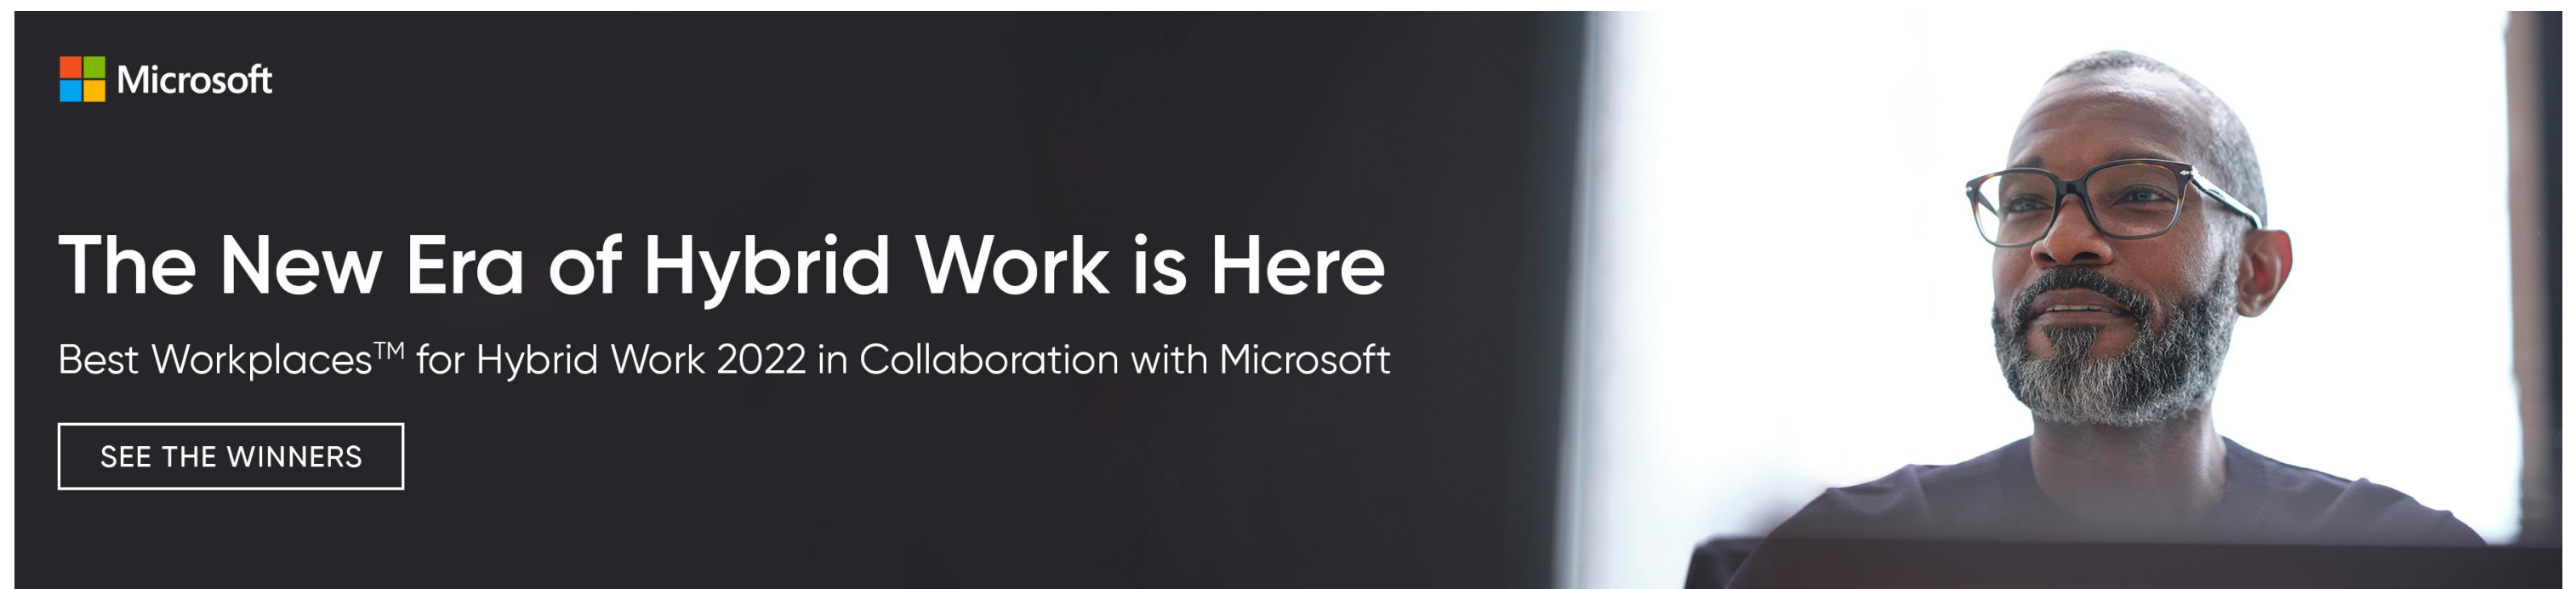 Microsoft
The New Era of Hybrid Work is Here
Best Workplaces™ for Hybrid Work 2022 in Collaboration with Microsoft
SEE THE WINNERS